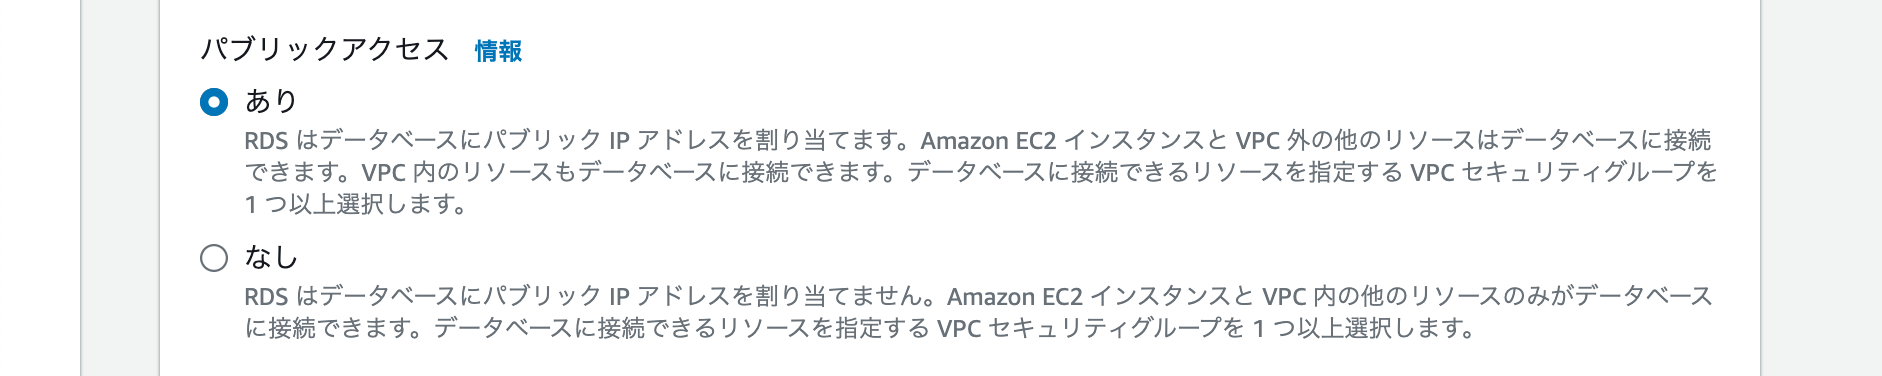 パブリックアクセス 情報
あり
RDS はデータベースにパブリック IP アドレスを割り当てます。Amazon EC2 インスタンスと VPC 外の他のリソースはデータベースに接続
できます。VPC 内のリソースもデータベースに接続できます。データベースに接続できるリソースを指定する VPC セキュリティグループを
1 つ以上選択します。
なし
RDS はデータベースにパブリック IP アドレスを割り当てません。Amazon EC2 インスタンスと VPC 内の他のリソースのみがデータベース
に接続できます。データベースに接続できるリソースを指定する VPC セキュリティグループを 1 つ以上選択します。